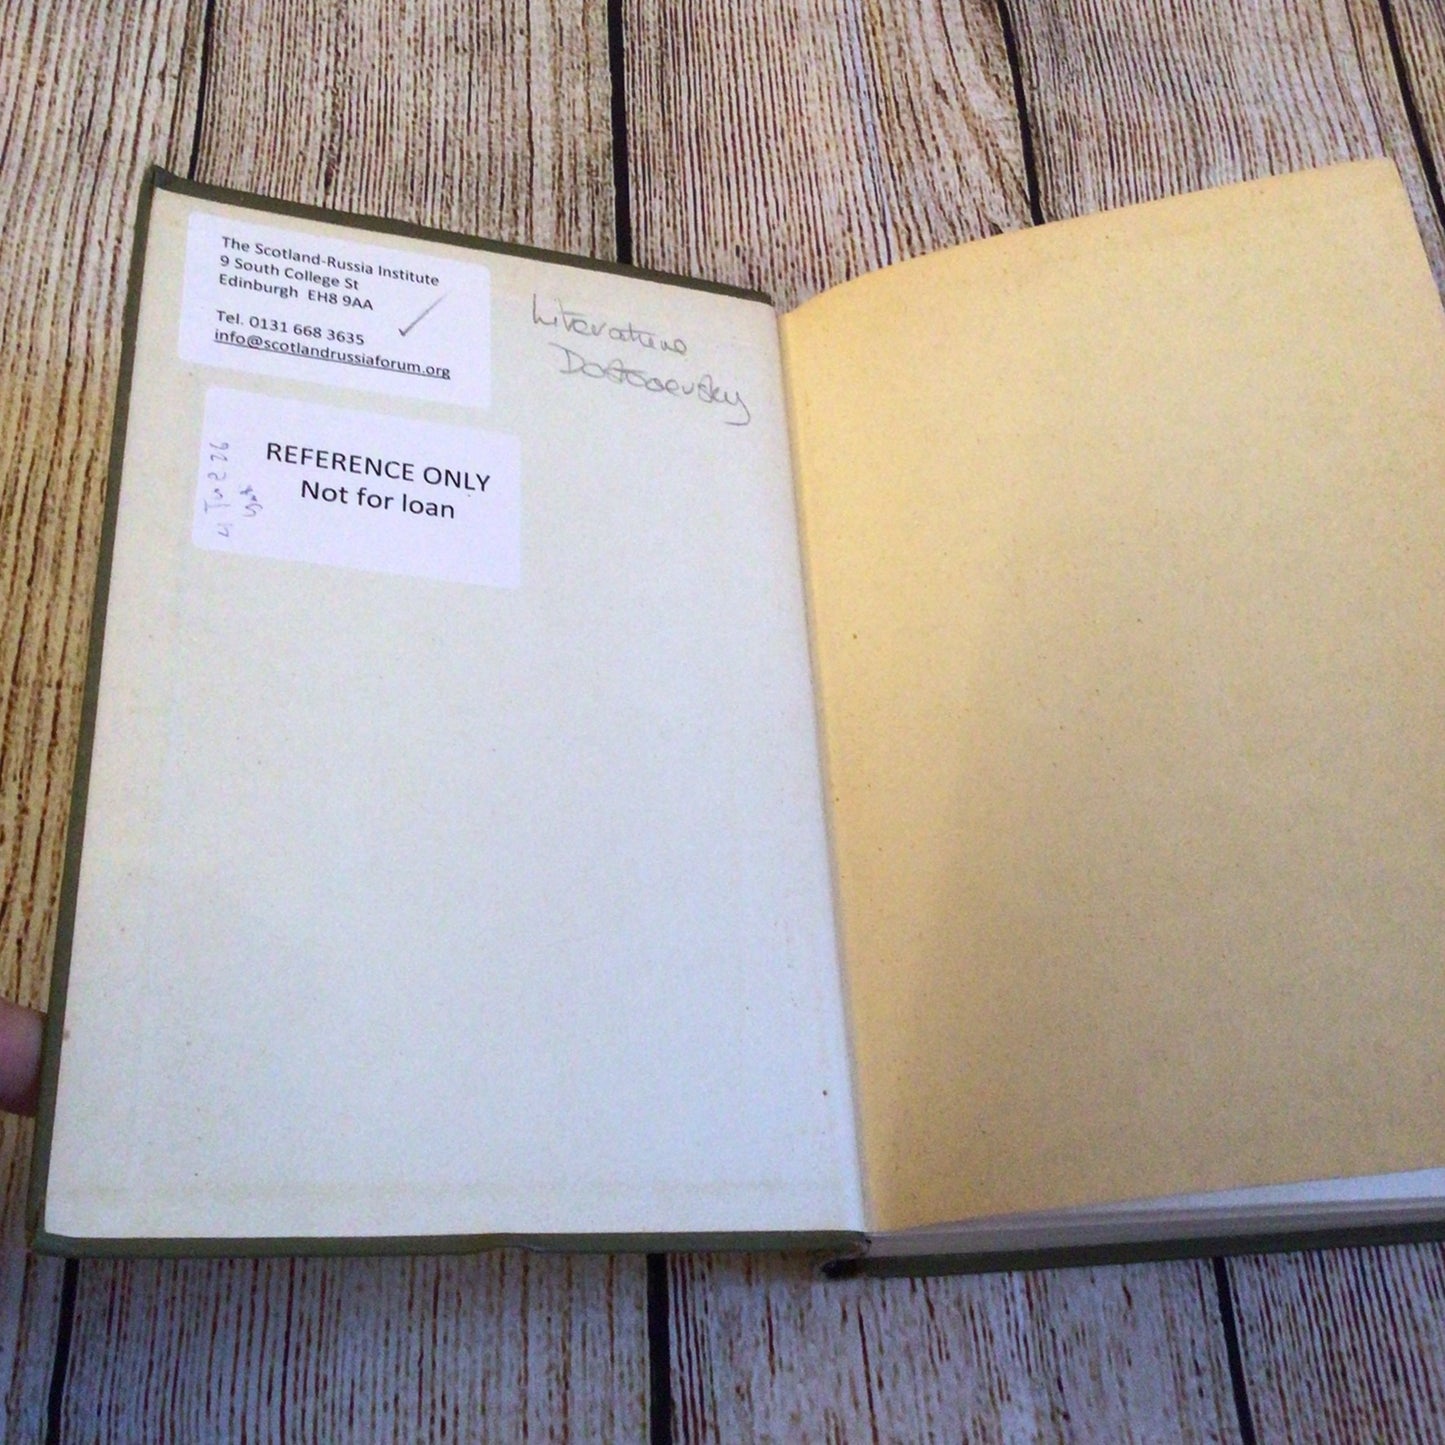 The Scotland-Russia Institute
9 South College St
Edinburgh EH8 9AA
Tel. 0131 668 3635
info@scotlandrussiaforum.org
Literature
Dostoevsky
REFERENCE ONLY
Not for loan